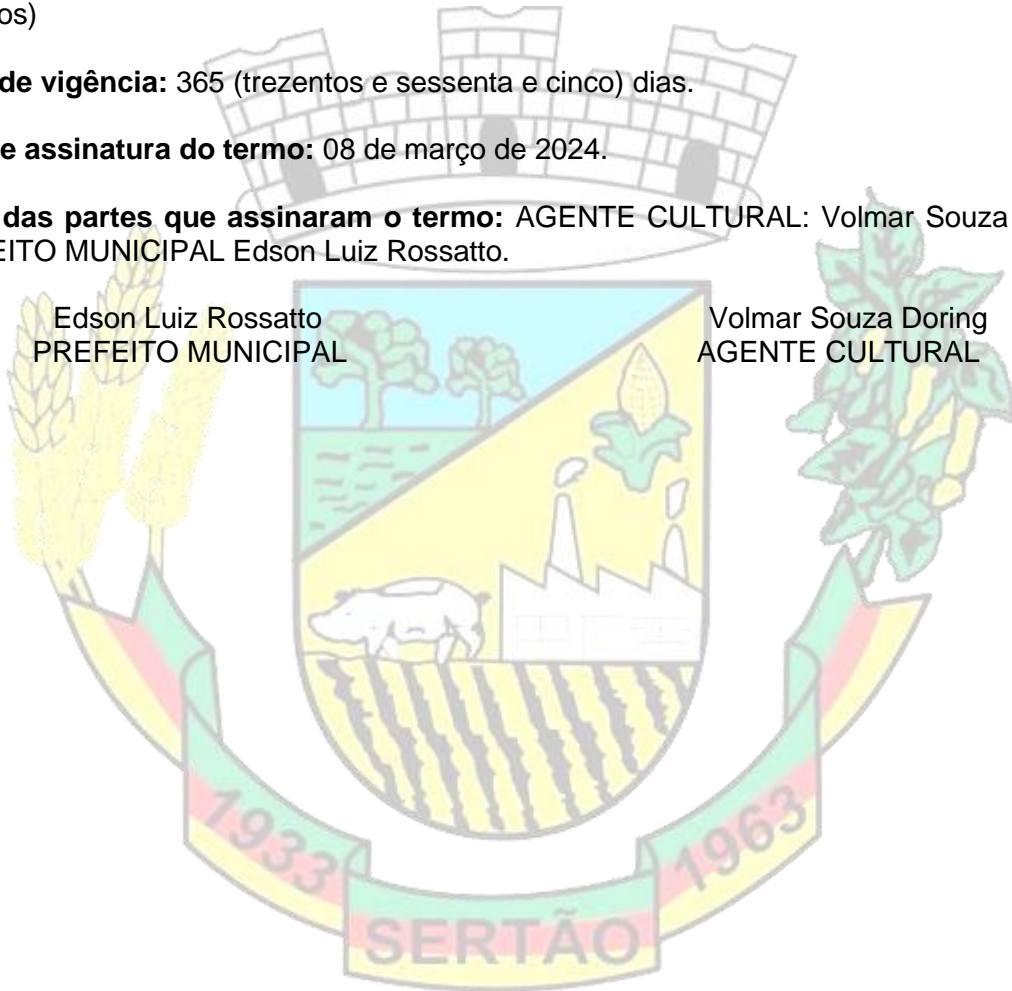 os)
de vigência: 365 (trezentos e sessenta e cinco) dias.
e assinatura do termo: 08 de março de 2024.
das partes que assinaram o termo: AGENTE CULTURAL: Volmar Souza
EITO MUNICIPAL Edson Luiz Rossatto.
Edson Luiz Rossatto
PREFEITO MUNICIPAL
Volmar Souza Doring
AGENTE CULTURAL
1933
1963
SERTÃO